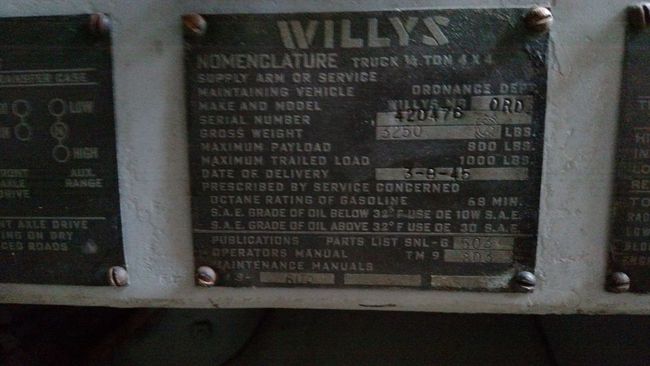 TRANSFER CASE
LOW
HIGH
FRONT
AXLE
DRIVE
AUX.
RANGE
FRONT AXLE DRIVE
ING ON DRY
WILLYS
NOMENCLATURE TRUCK ¼ TON 4 X 4
SUPPLY ARM OR SERVICE
MAINTAINING VEHICLE ORDNANCE DEPT
MAKE AND MODEL WILLYS ORD
SERIAL NUMBER 420476
GROSS WEIGHT 3250 LBS.
MAXIMUM PAYLOAD 800 LBS.
MAXIMUM TRAILED LOAD 1000 LBS.
DATE OF DELIVERY 3-8-45
PRESCRIBED BY SERVICE CONCERNED
OCTANE RATING OF GASOLINE 68 MIN.
S.A.E. GRADE OF OIL BELOW 32° F USE OE 10W S.A.E.
S.A.E. GRADE OF OIL ABOVE 32° F USE OE 30 S.A.E.
PUBLICATIONS PARTS LIST SNL-G 503
OPERATORS MANUAL TM 9 803
MAINTENANCE MANUALS